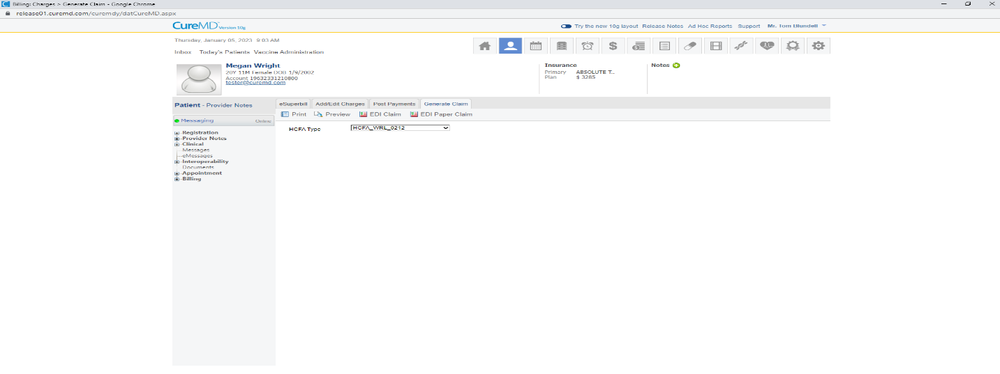 Billing: Charges > Generate Claim - Google Chrome
release01.curemd.com/curemdy/datCureMD.aspx
CureMD Version 10g
Try the new 10g layout Release Notes Ad Hoc Reports Support Mr. Tom Blundell
Thursday, January 05, 2023 9:03 AM
Inbox Today's Patients Vaccine Administration
Megan Wright
20Y 11M Female DOB 1/9/2002
Account 19632331210800
tester@curemd.com
Insurance
Primary ABSOLUTE T..
Plan $ 3285
Notes
Patient - Provider Notes
eSuperbill Add/Edit Charges Post Payments Generate Claim
Print Preview EDI Claim EDI Paper Claim
Messaging Online
HCFA Type HCFA_WRL_0212
Registration
Provider Notes
Clinical
Messages
eMessages
Interoperability
Documents
Appointment
Billing